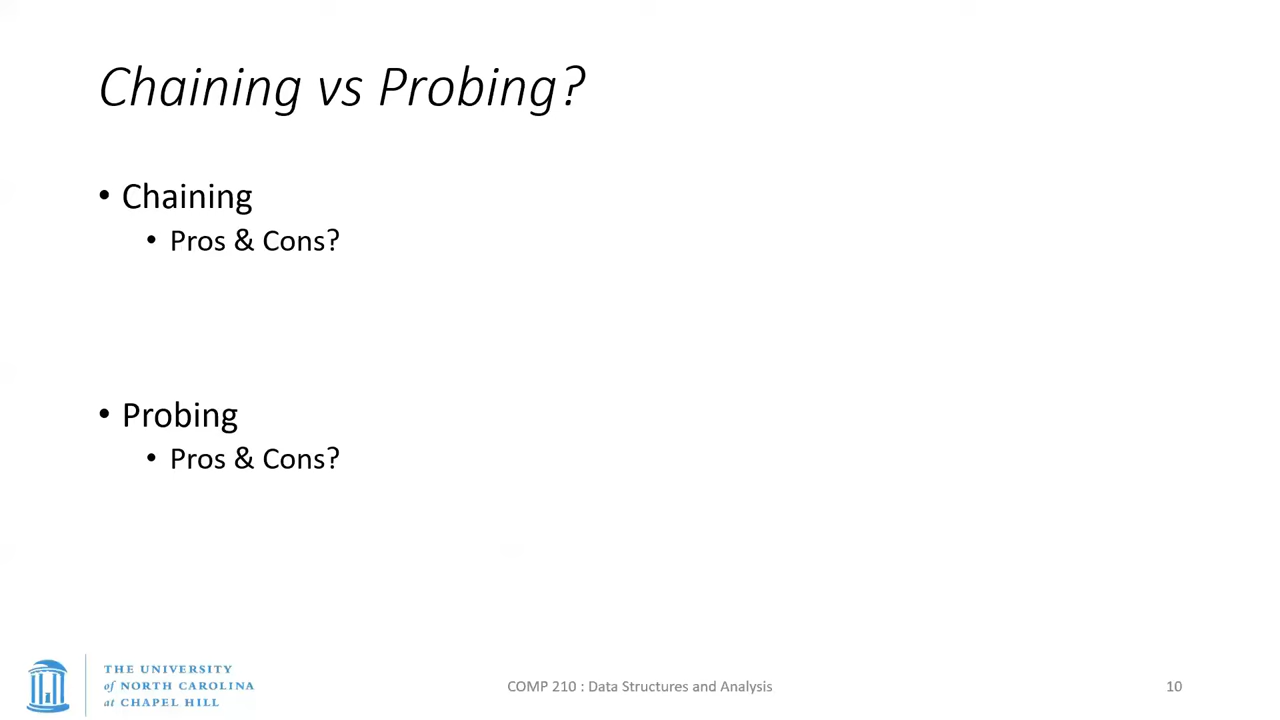 Chaining vs Probing?
• Chaining
• Pros & Cons?
• Probing
• Pros & Cons?
THE UNIVERSITY
of NORTH CAROLINA
at CHAPEL HILL
COMP 210 : Data Structures and Analysis
10